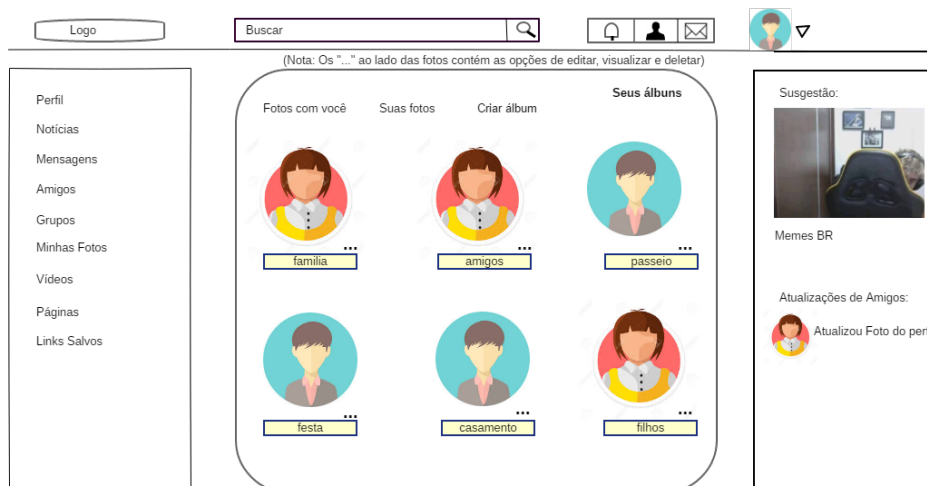 Logo
Buscar
(Nota: Os "..." ao lado das fotos contém as opções de editar, visualizar e deletar)
Perfil
Notícias
Mensagens
Amigos
Grupos
Minhas Fotos
Vídeos
Páginas
Links Salvos
Seus álbuns
Fotos com você Suas fotos Criar álbum
... ... ...
familia amigos passeio
... ... ...
festa casamento filhos
Susgestão:
Memes BR
Atualizações de Amigos:
Atualizou Foto do perf